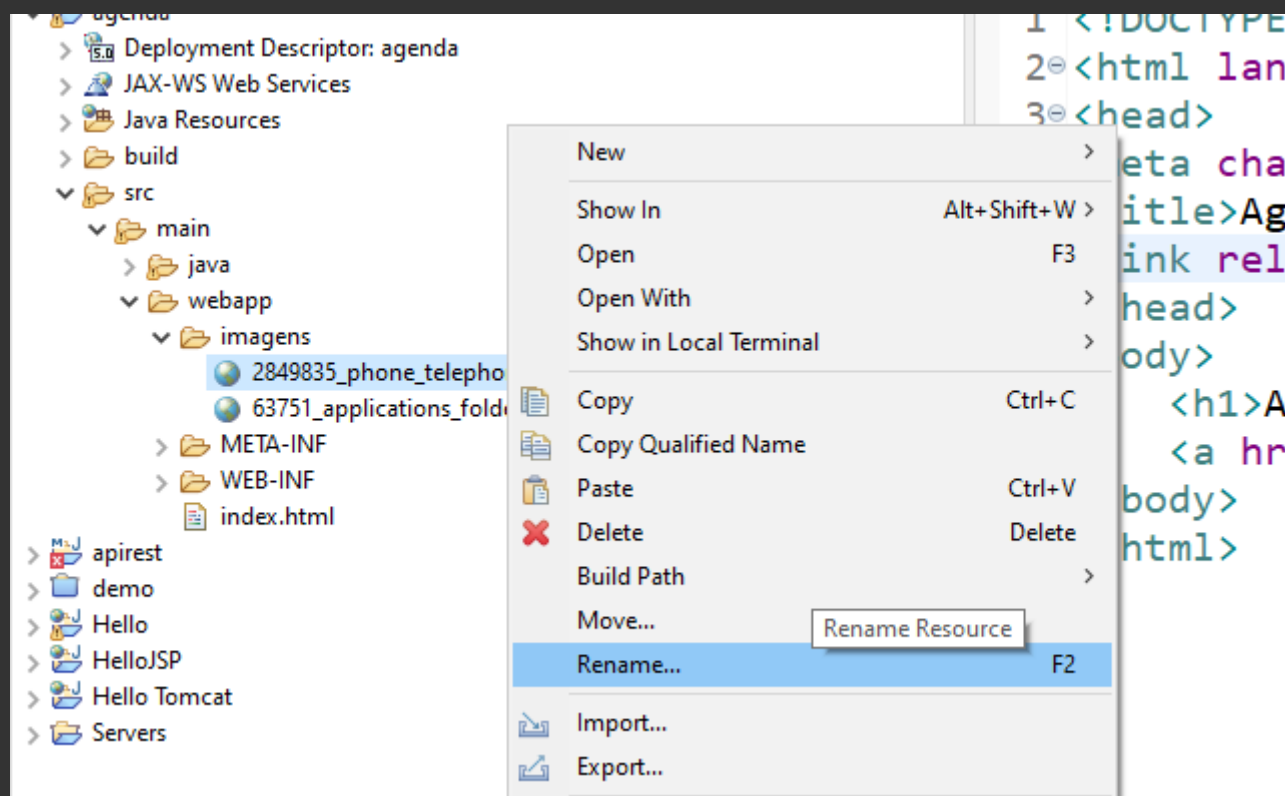 agenda
Deployment Descriptor: agenda
JAX-WS Web Services
Java Resources
build
src
main
java
webapp
imagens
2849835_phone_telepho
63751_applications_fold
META-INF
WEB-INF
index.html
apirest
demo
Hello
HelloJSP
Hello Tomcat
Servers
New
Show In Alt+Shift+W
Open F3
Open With
Show in Local Terminal
Copy Ctrl+C
Copy Qualified Name
Paste Ctrl+V
Delete Delete
Build Path
Move...
Rename Resource
Rename... F2
Import...
Export...
1 <!DOCTYPE
2 <html lan
3 <head>
eta cha
itle>Ag
ink rel
head>
ody>
<h1>A
<a hr
body>
html>